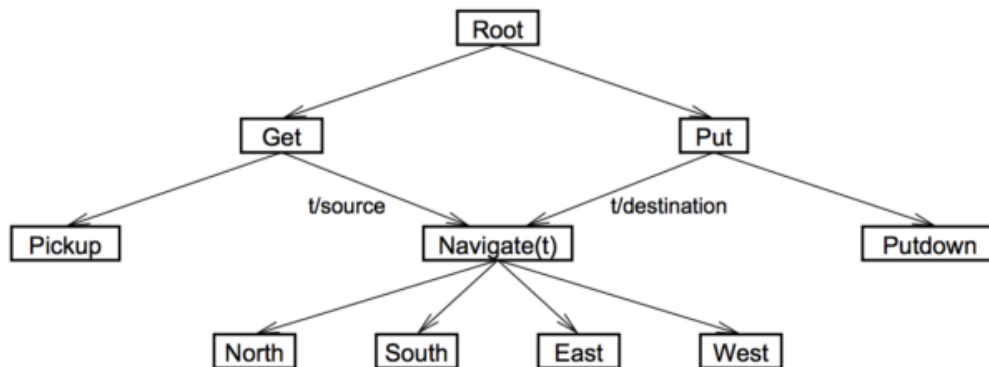 Root
Get
Put
t/source
t/destination
Pickup
Navigate(t)
Putdown
North
South
East
West